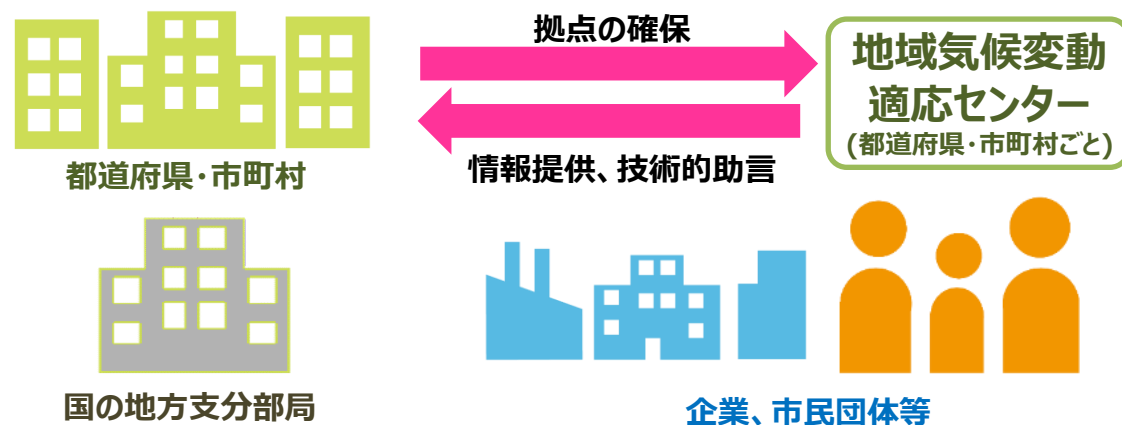 拠点の確保
地域気候変動
適応センター
(都道府県・市町村ごと)
情報提供、技術的助言
都道府県・市町村
国の地方支分部局
企業、市民団体等